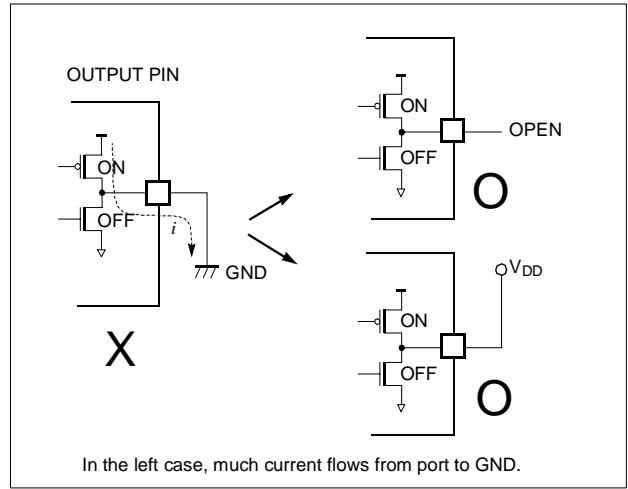 OUTPUT PIN
ON
OFF
i
GND
X
ON
OFF
OPEN
O
VDD
ON
OFF
O
In the left case, much current flows from port to GND.